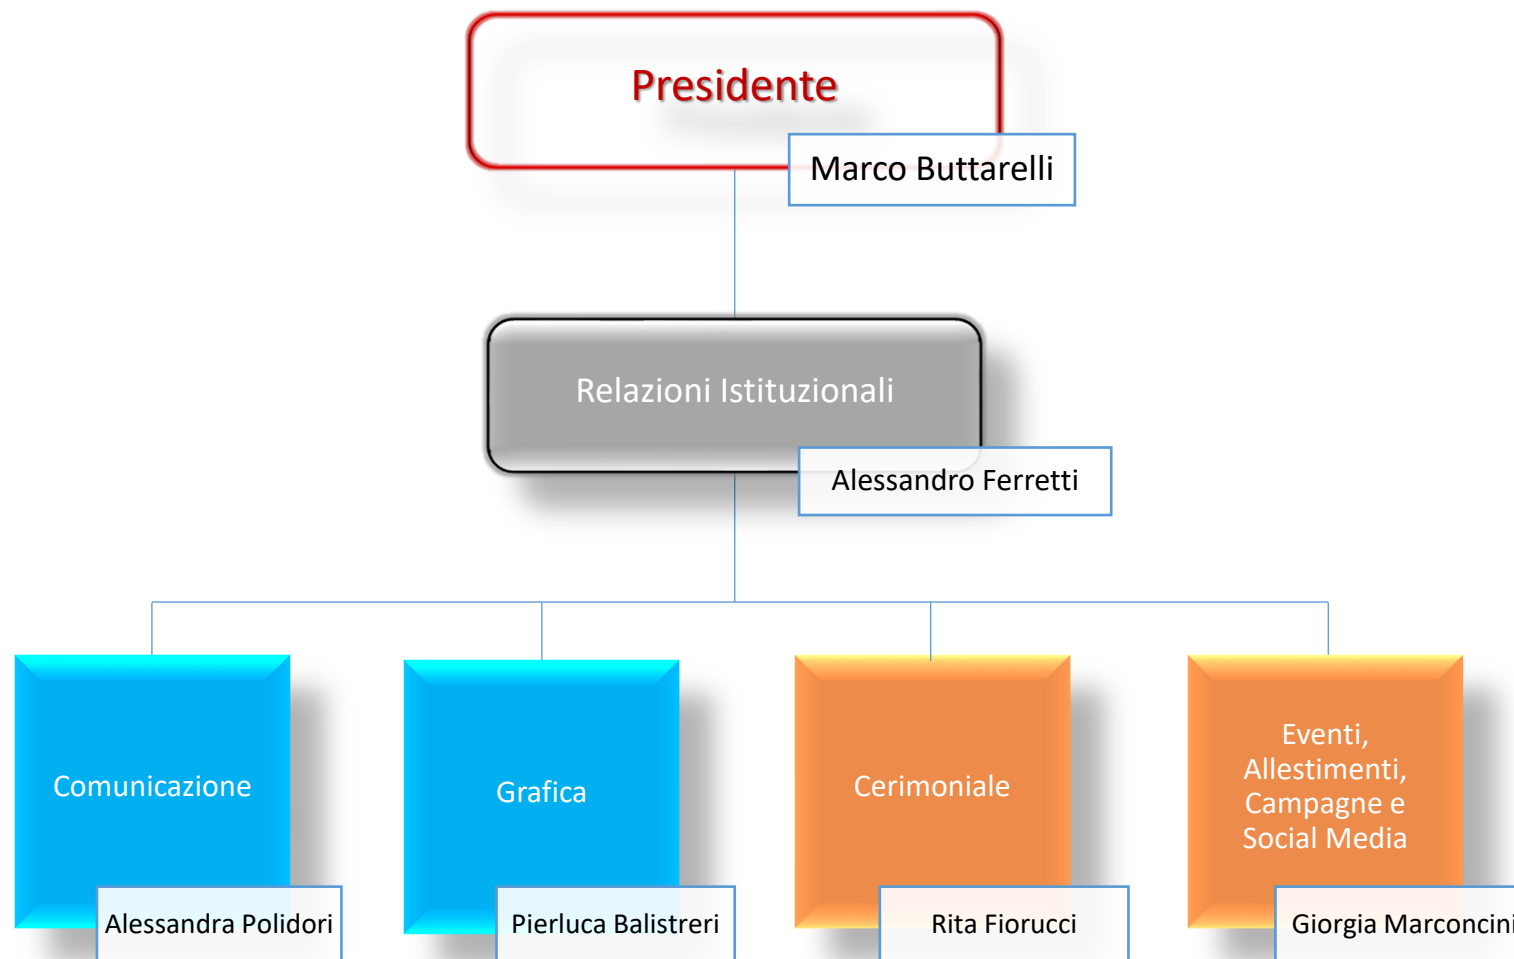 Presidente
Marco Buttarelli
Relazioni Istituzionali
Alessandro Ferretti
Comunicazione
Alessandra Polidori
Grafica
Pierluca Balistreri
Cerimoniale
Rita Fiorucci
Eventi,
Allestimenti,
Campagne e
Social Media
Giorgia Marconcini